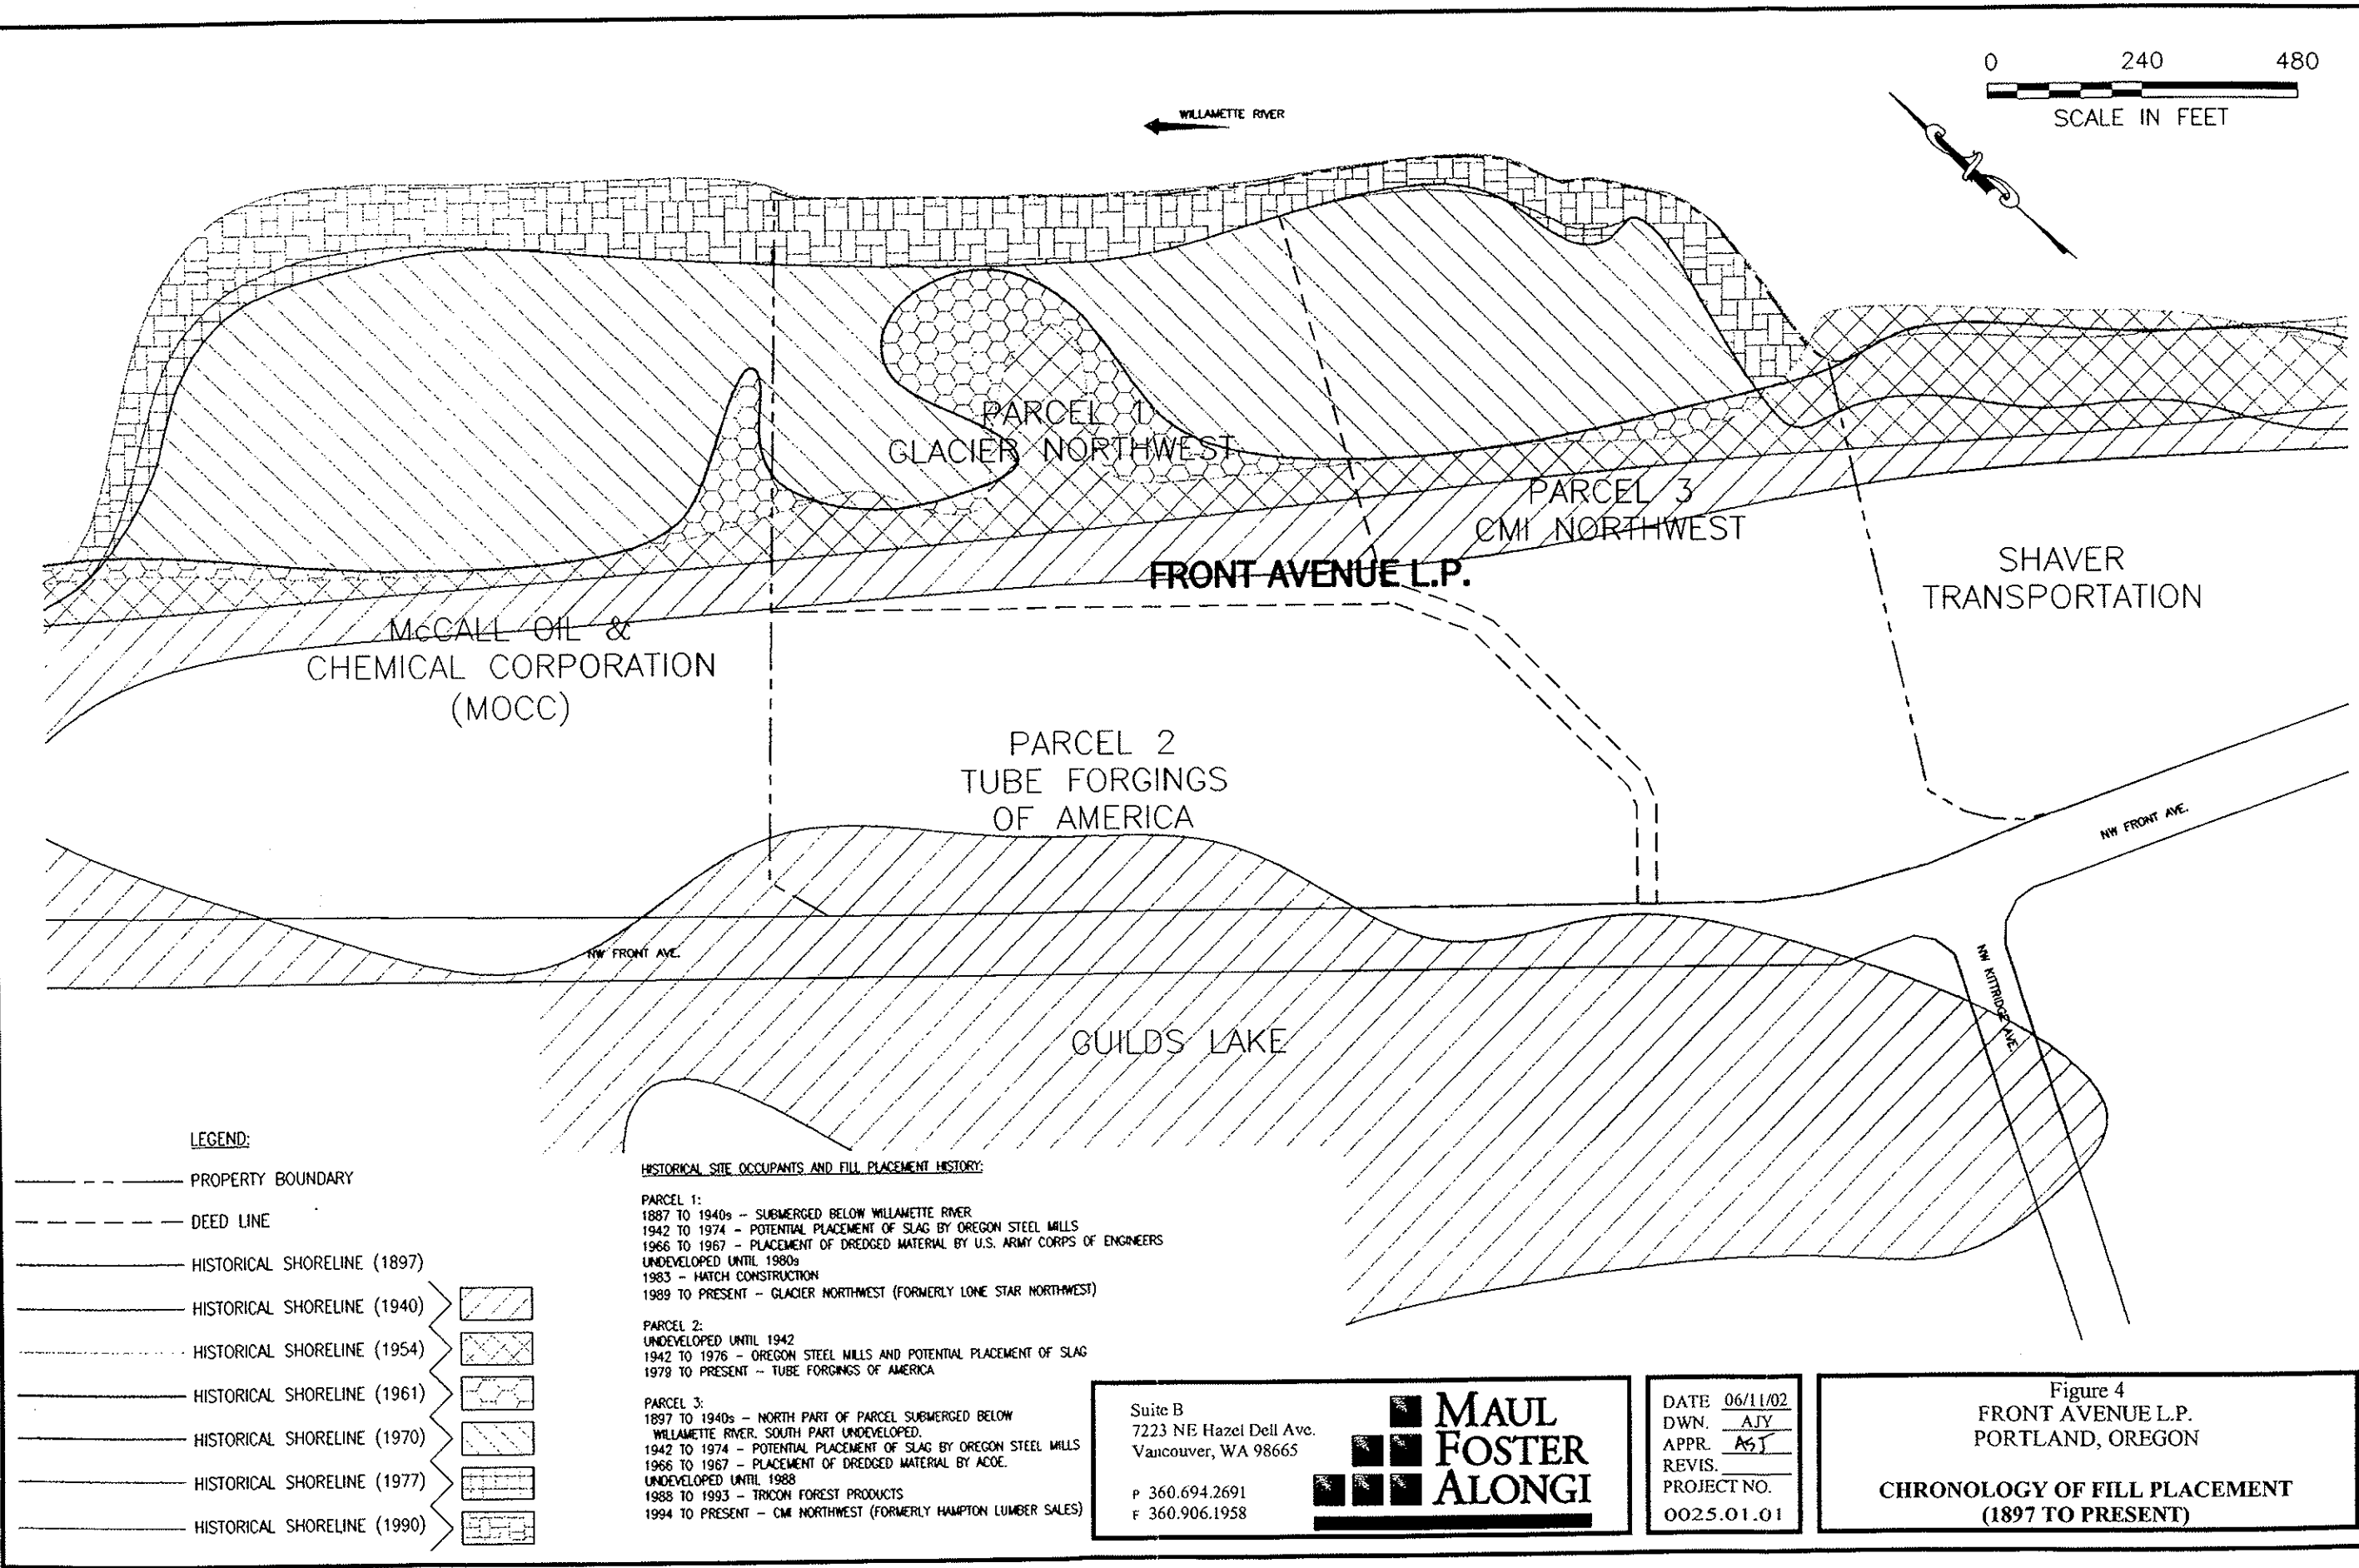 0 240 480
SCALE IN FEET
WILLAMETTE RIVER
PARCEL 1
GLACIER NORTHWEST
PARCEL 3
CMI NORTHWEST
FRONT AVENUE L.P.
SHAVER
TRANSPORTATION
McCALL OIL &
CHEMICAL CORPORATION
(MOCC)
PARCEL 2
TUBE FORGINGS
OF AMERICA
NW FRONT AVE.
NW FRONT AVE.
NW KITTRIDGE AVE.
GUILDS LAKE
LEGEND:
PROPERTY BOUNDARY
DEED LINE
HISTORICAL SHORELINE (1897)
HISTORICAL SHORELINE (1940)
HISTORICAL SHORELINE (1954)
HISTORICAL SHORELINE (1961)
HISTORICAL SHORELINE (1970)
HISTORICAL SHORELINE (1977)
HISTORICAL SHORELINE (1990)
HISTORICAL SITE OCCUPANTS AND FILL PLACEMENT HISTORY:
PARCEL 1:
1887 TO 1940s - SUBMERGED BELOW WILLAMETTE RIVER
1942 TO 1974 - POTENTIAL PLACEMENT OF SLAG BY OREGON STEEL MILLS
1966 TO 1967 - PLACEMENT OF DREDGED MATERIAL BY U.S. ARMY CORPS OF ENGINEERS
UNDEVELOPED UNTIL 1980s
1983 - HATCH CONSTRUCTION
1989 TO PRESENT - GLACIER NORTHWEST (FORMERLY LONE STAR NORTHWEST)
PARCEL 2:
UNDEVELOPED UNTIL 1942
1942 TO 1976 - OREGON STEEL MILLS AND POTENTIAL PLACEMENT OF SLAG
1979 TO PRESENT - TUBE FORGINGS OF AMERICA
PARCEL 3:
1897 TO 1940s - NORTH PART OF PARCEL SUBMERGED BELOW
WILLAMETTE RIVER. SOUTH PART UNDEVELOPED.
1942 TO 1974 - POTENTIAL PLACEMENT OF SLAG BY OREGON STEEL MILLS
1966 TO 1967 - PLACEMENT OF DREDGED MATERIAL BY ACOE.
UNDEVELOPED UNTIL 1988
1988 TO 1993 - TRICON FOREST PRODUCTS
1994 TO PRESENT - CMI NORTHWEST (FORMERLY HAMPTON LUMBER SALES)
Suite B
7223 NE Hazel Dell Ave.
Vancouver, WA 98665
P 360.694.2691
F 360.906.1958
MAUL
FOSTER
ALONGI
DATE 06/11/02
DWN. AJY
APPR. AST
REVIS.
PROJECT NO.
0025.01.01
Figure 4
FRONT AVENUE L.P.
PORTLAND, OREGON
CHRONOLOGY OF FILL PLACEMENT
(1897 TO PRESENT)